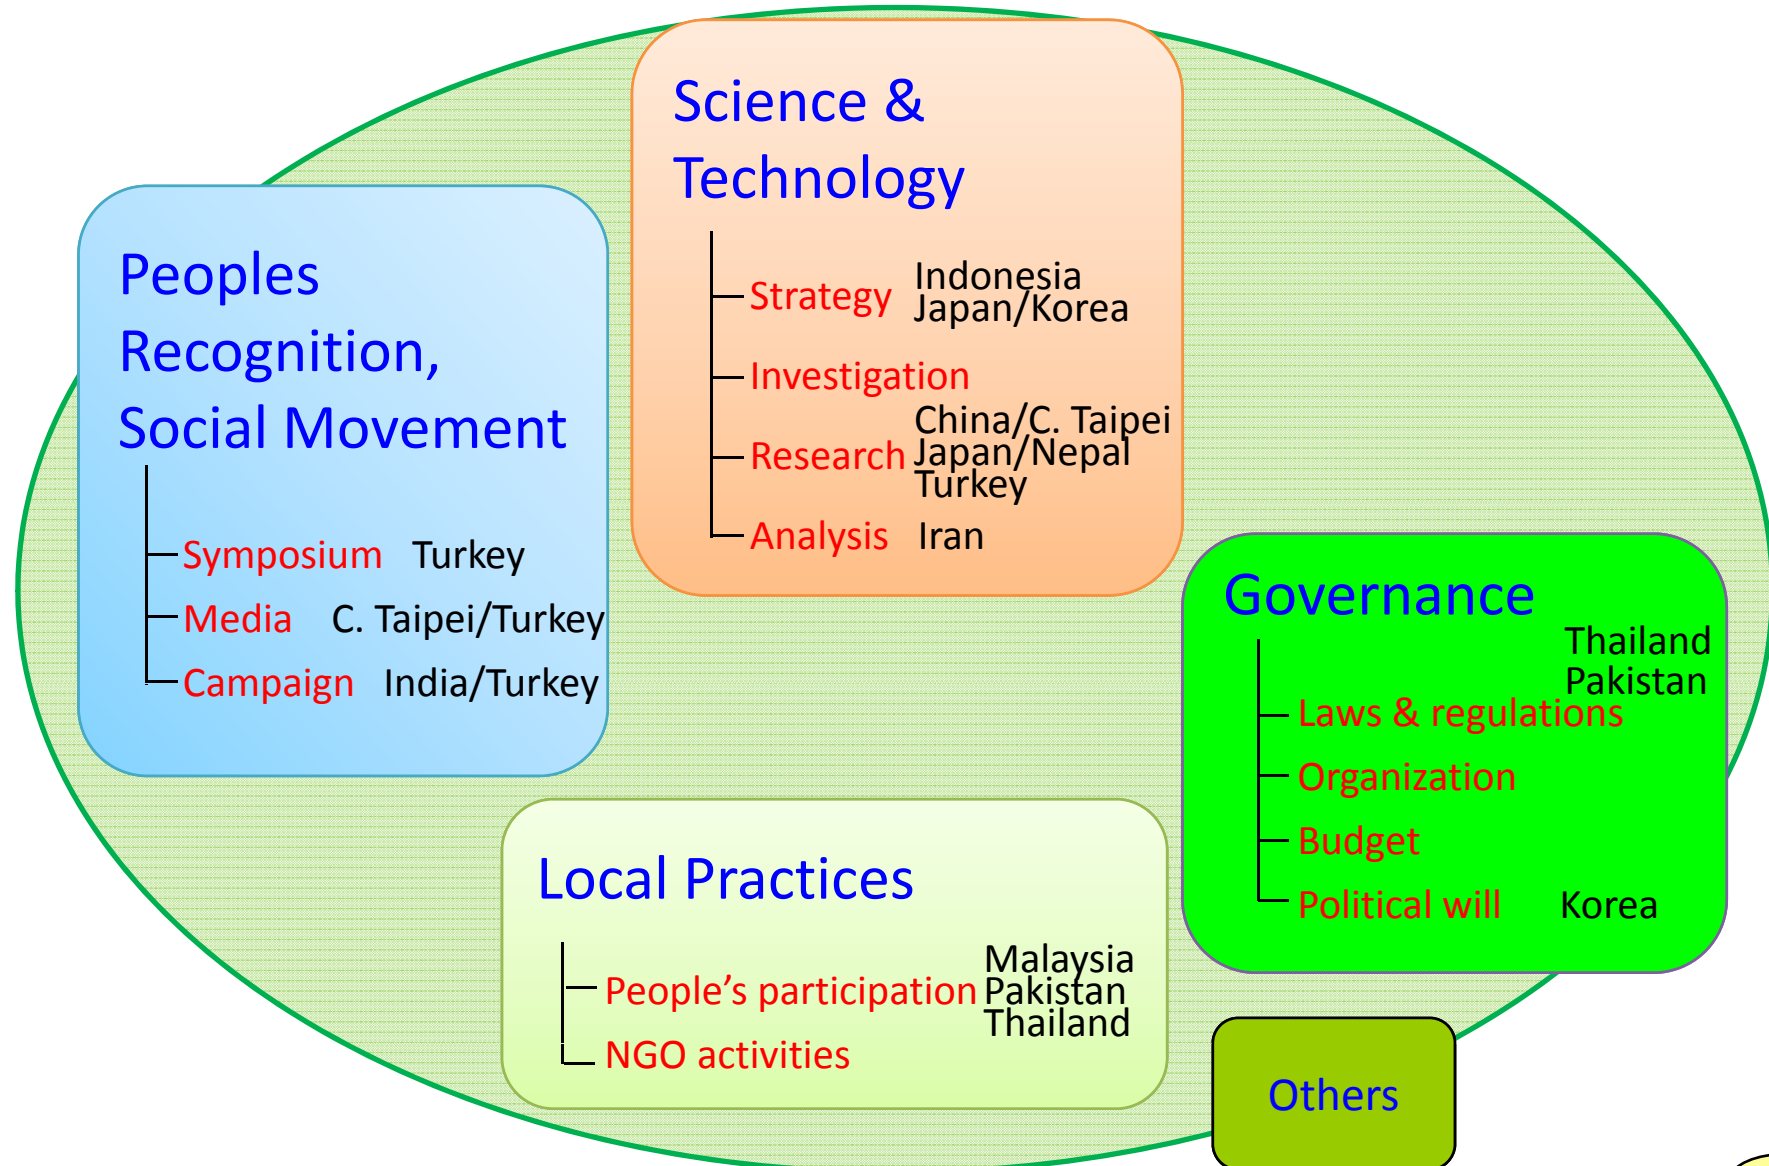 Science &
Technology
Strategy Indonesia
Japan/Korea
Investigation
Research China/C. Taipei
Japan/Nepal
Turkey
Analysis Iran
Peoples
Recognition,
Social Movement
Symposium Turkey
Media C. Taipei/Turkey
Campaign India/Turkey
Governance
Thailand
Pakistan
Laws & regulations
Organization
Budget
Political will Korea
Local Practices
People’s participation Malaysia
Pakistan
Thailand
NGO activities
Others